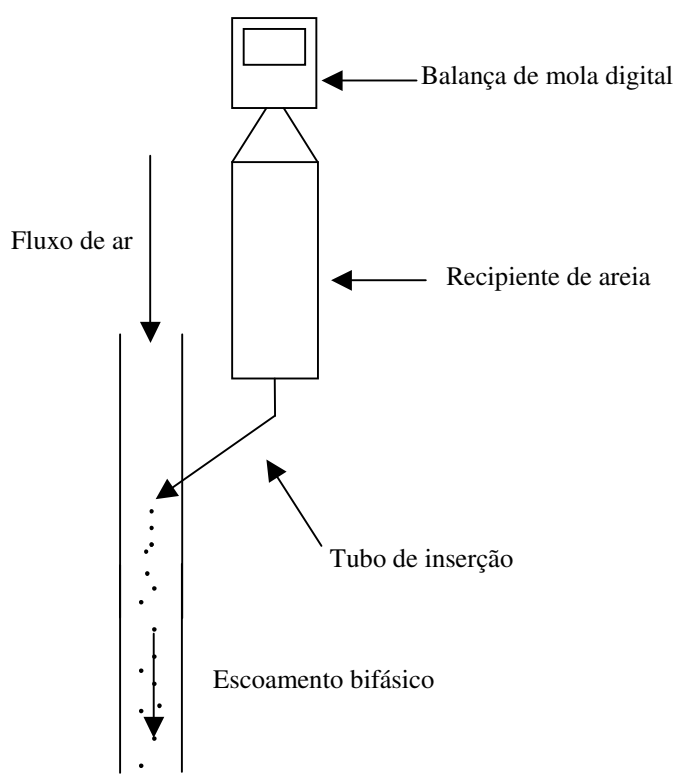 Balança de mola digital
Fluxo de ar
Recipiente de areia
Tubo de inserção
Escoamento bifásico